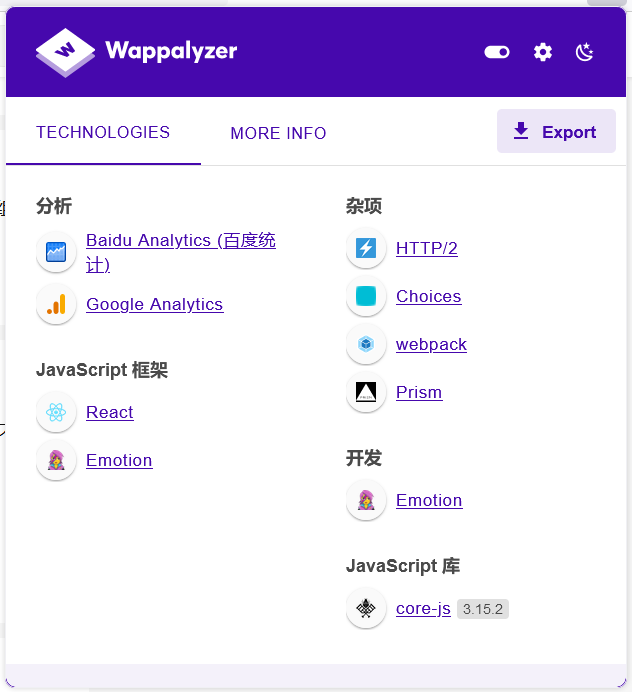 Wappalyzer
TECHNOLOGIES
MORE INFO
Export
分析
Baidu Analytics (百度统
计)
Google Analytics
JavaScript 框架
React
Emotion
杂项
HTTP/2
Choices
webpack
Prism
开发
Emotion
JavaScript 库
core-js 3.15.2